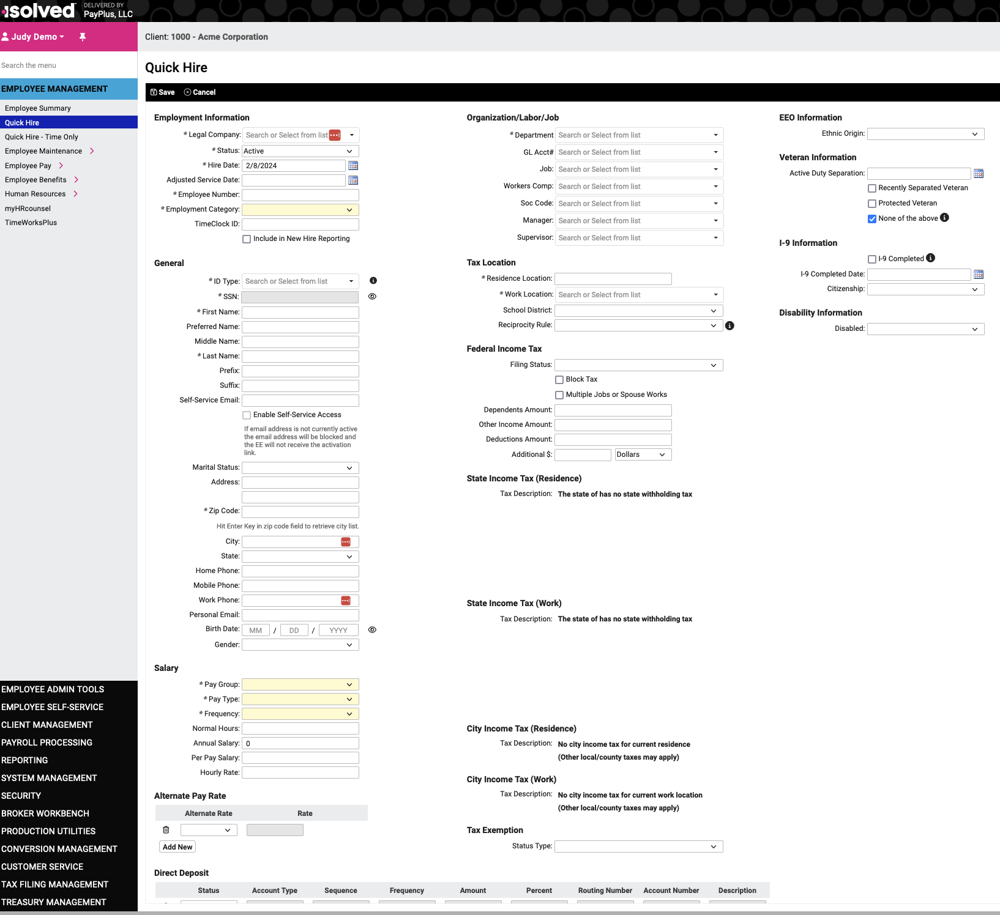 isolved
DELIVERED BY
PayPlus, LLC
Judy Demo
Client: 1000 - Acme Corporation
Search the menu
EMPLOYEE MANAGEMENT
Employee Summary
Quick Hire
Quick Hire - Time Only
Employee Maintenance
Employee Pay
Employee Benefits
Human Resources
myHRcounsel
TimeWorksPlus
EMPLOYEE ADMIN TOOLS
EMPLOYEE SELF-SERVICE
CLIENT MANAGEMENT
PAYROLL PROCESSING
REPORTING
SYSTEM MANAGEMENT
SECURITY
BROKER WORKBENCH
PRODUCTION UTILITIES
CONVERSION MANAGEMENT
CUSTOMER SERVICE
TAX FILING MANAGEMENT
TREASURY MANAGEMENT
Quick Hire
Save Cancel
Employment Information
* Legal Company: Search or Select from list
* Status: Active
* Hire Date: 2/8/2024
Adjusted Service Date:
* Employee Number:
* Employment Category:
TimeClock ID:
Include in New Hire Reporting
General
* ID Type: Search or Select from list
* SSN:
* First Name:
Preferred Name:
Middle Name:
* Last Name:
Prefix:
Suffix:
Self-Service Email:
Enable Self-Service Access
If email address is not currently active
the email address will be blocked and
the EE will not receive the activation
link.
Marital Status:
Address:
* Zip Code:
Hit Enter Key in zip code field to retrieve city list.
City:
State:
Home Phone:
Mobile Phone:
Work Phone:
Personal Email:
Birth Date: MM / DD / YYYY
Gender:
Salary
* Pay Group:
* Pay Type:
* Frequency:
Normal Hours:
Annual Salary: 0
Per Pay Salary:
Hourly Rate:
Alternate Pay Rate
Alternate Rate Rate
Add New
Organization/Labor/Job
* Department Search or Select from list
GL Acct# Search or Select from list
Job: Search or Select from list
Workers Comp: Search or Select from list
Soc Code: Search or Select from list
Manager: Search or Select from list
Supervisor: Search or Select from list
Tax Location
* Residence Location:
* Work Location: Search or Select from list
School District:
Reciprocity Rule:
Federal Income Tax
Filing Status:
Block Tax
Multiple Jobs or Spouse Works
Dependents Amount:
Other Income Amount:
Deductions Amount:
Additional $: Dollars
State Income Tax (Residence)
Tax Description: The state of has no state withholding tax
State Income Tax (Work)
Tax Description: The state of has no state withholding tax
City Income Tax (Residence)
Tax Description: No city income tax for current residence
(Other local/county taxes may apply)
City Income Tax (Work)
Tax Description: No city income tax for current work location
(Other local/county taxes may apply)
Tax Exemption
Status Type:
EEO Information
Ethnic Origin:
Veteran Information
Active Duty Separation:
Recently Separated Veteran
Protected Veteran
None of the above
I-9 Information
I-9 Completed
I-9 Completed Date:
Citizenship:
Disability Information
Disabled:
Direct Deposit
Status Account Type Sequence Frequency Amount Percent Routing Number Account Number Description